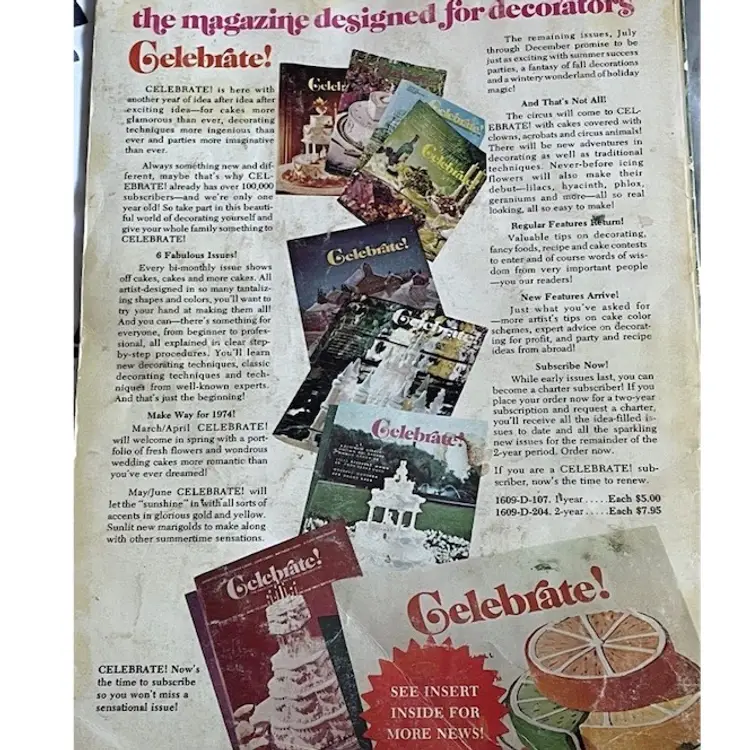 the magazine designed for decorators
Celebrate!
CELEBRATE! is here with
another year of idea after idea after
exciting idea—for cakes more
glamorous than ever, decorating
techniques more ingenious than
ever and parties more imaginative
than ever.
Always something new and dif-
ferent, maybe that's why CEL-
EBRATE! already has over 100,000
subscribers—and we're only one
year old! So take part in this beauti-
ful world of decorating yourself and
give your whole family something to
CELEBRATE!
6 Fabulous Issues!
Every bi-monthly issue shows
off cakes, cakes and more cakes. All
artist-designed in so many tantaliz-
ing shapes and colors, you'll want to
try your hand at making them all!
And you can—there's something for
everyone, from beginner to profes-
sional, all explained in clear step-
by-step procedures. You'll learn
new decorating techniques, classic
decorating techniques and tech-
niques from well-known experts.
And that's just the beginning!
Make Way for 1974!
March/April CELEBRATE!
will welcome in spring with a port-
folio of fresh flowers and wondrous
wedding cakes more romantic than
you've ever dreamed!
May/June CELEBRATE! will
let the "sunshine" in with all sorts of
accents in glorious gold and yellow.
Sunlit new marigolds to make along
with other summertime sensations.
CELEBRATE! Now's
the time to subscribe
so you won't miss a
sensational issue!
Celebrate!
Celebrate!
Celebrate!
Celebrate!
Celebrate!
Celebrate!
Celebrate!
Celebrate!
SEE INSERT
INSIDE FOR
MORE NEWS!
The remaining issues, July
through December promise to be
just as exciting with summer success
parties, a fantasy of fall decorations
and a wintery wonderland of holiday
magic!
And That's Not All!
The circus will come to CEL-
EBRATE! with cakes covered with
clowns, acrobats and circus animals!
There will be new adventures in
decorating as well as traditional
techniques. Never-before icing
flowers will also make their
debut—lilacs, hyacinth, phlox,
geraniums and more—all so real
looking, all so easy to make!
Regular Features Return!
Valuable tips on decorating,
fancy foods, recipe and cake contests
to enter and of course words of wis-
dom from very important people
—you our readers!
New Features Arrive!
Just what you've asked for
—more artist's tips on cake color
schemes, expert advice on decorat-
ing for profit, and party and recipe
ideas from abroad!
Subscribe Now!
While early issues last, you can
become a charter subscriber! If you
place your order now for a two-year
subscription and request a charter,
you'll receive all the idea-filled is-
sues to date and all the sparkling
new issues for the remainder of the
2-year period. Order now.
If you are a CELEBRATE! sub-
scriber, now's the time to renew.
1609-D-107. 1-year.....Each $5.00
1609-D-204. 2-year.....Each $7.95